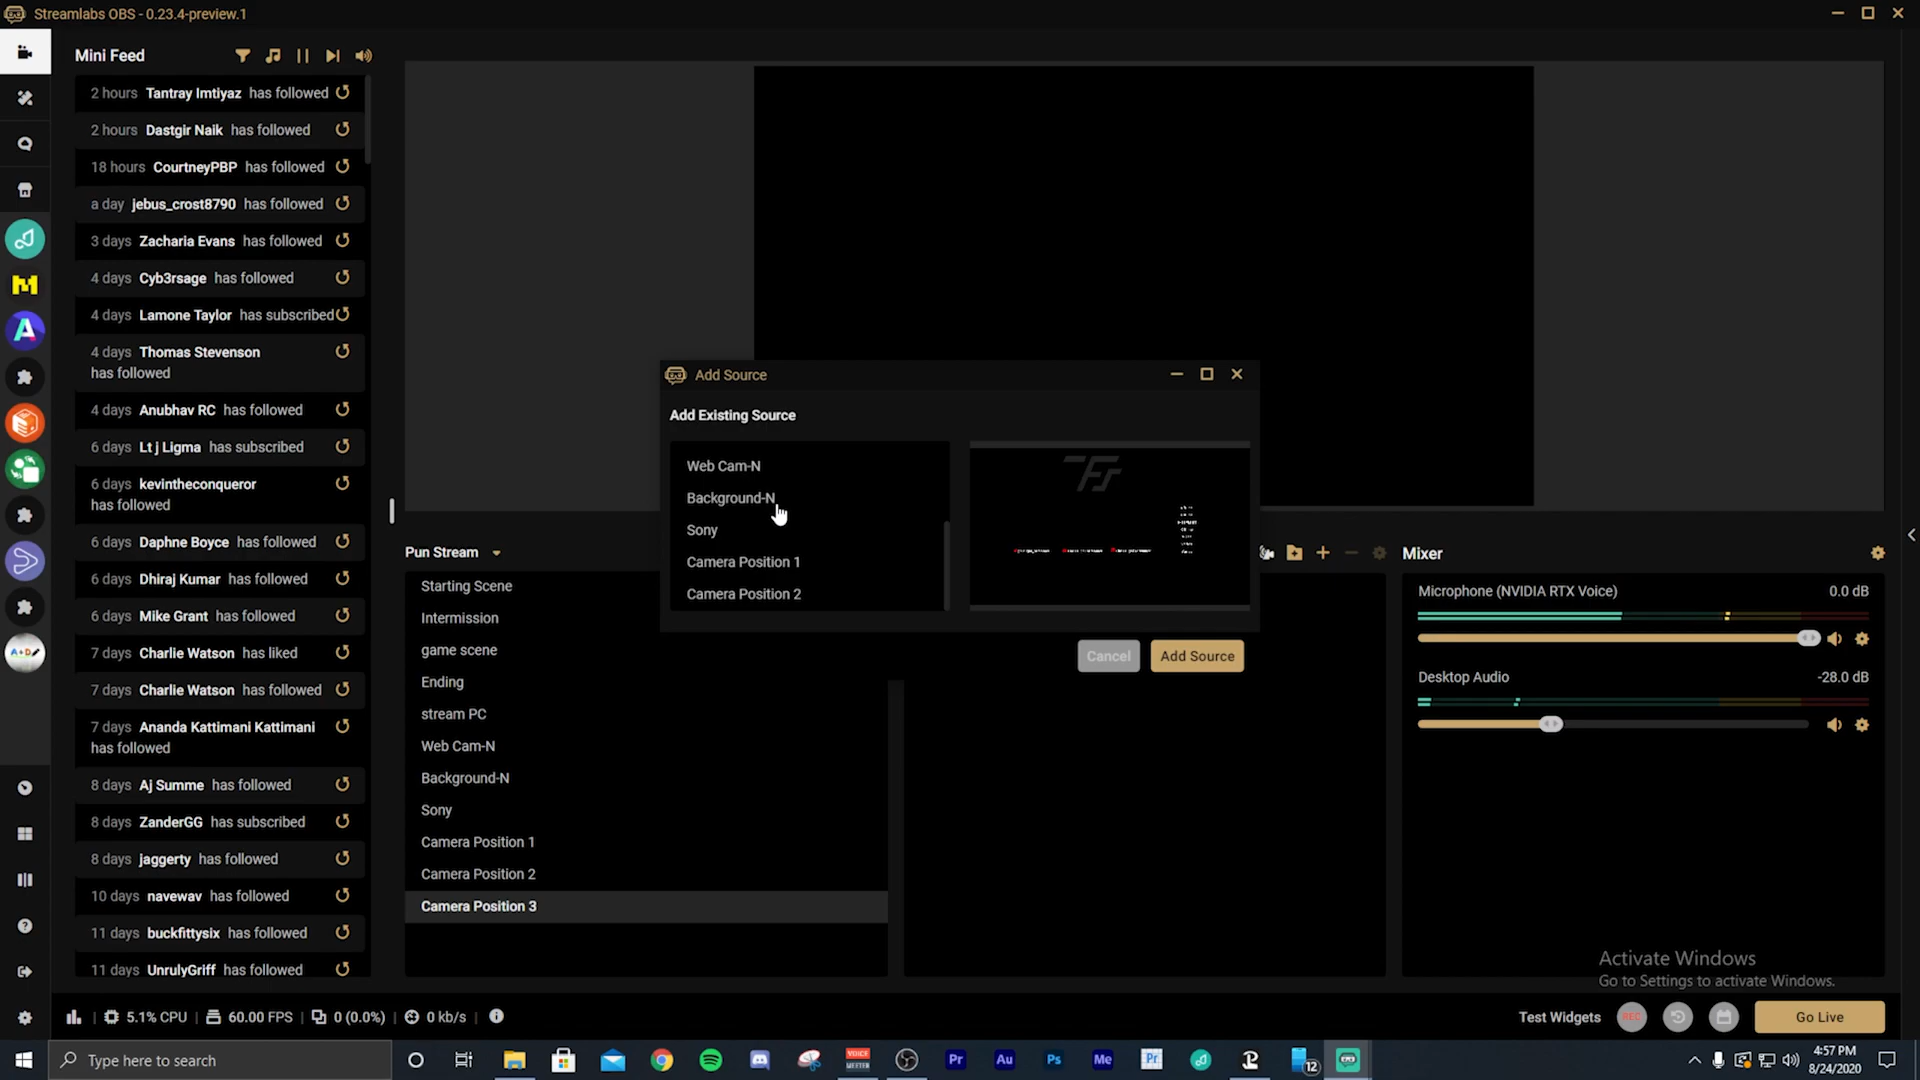 Streamlabs OBS - 0.23.4-preview.1
Mini Feed
2 hours Tantray Imtiyaz has followed
2 hours Dastgir Naik has followed
18 hours CourtneyPBP has followed
a day jebus_crost8790 has followed
3 days Zacharia Evans has followed
4 days Cyb3rsage has followed
4 days Lamone Taylor has subscribed
4 days Thomas Stevenson
has followed
4 days Anubhav RC has followed
6 days Lt j Ligma has subscribed
6 days kevintheconqueror
has followed
6 days Daphne Boyce has followed
6 days Dhiraj Kumar has followed
6 days Mike Grant has followed
7 days Charlie Watson has liked
7 days Charlie Watson has followed
7 days Ananda Kattimani Kattimani
has followed
8 days Aj Summe has followed
8 days ZanderGG has subscribed
8 days jaggerty has followed
10 days navewav has followed
11 days buckfittysix has followed
11 days UnrulyGriff has followed
Add Source
Add Existing Source
Web Cam-N
Background-N
Sony
Camera Position 1
Camera Position 2
Cancel
Add Source
Pun Stream
Starting Scene
Intermission
game scene
Ending
stream PC
Web Cam-N
Background-N
Sony
Camera Position 1
Camera Position 2
Camera Position 3
Mixer
Microphone (NVIDIA RTX Voice) 0.0 dB
Desktop Audio -28.0 dB
Activate Windows
Go to Settings to activate Windows.
5.1% CPU 60.00 FPS 0 (0.0%) 0 kb/s
Test Widgets REC Go Live
Type here to search
VOICE
MEETER
Pr Au Ps Me Pr
12
4:57 PM
8/24/2020